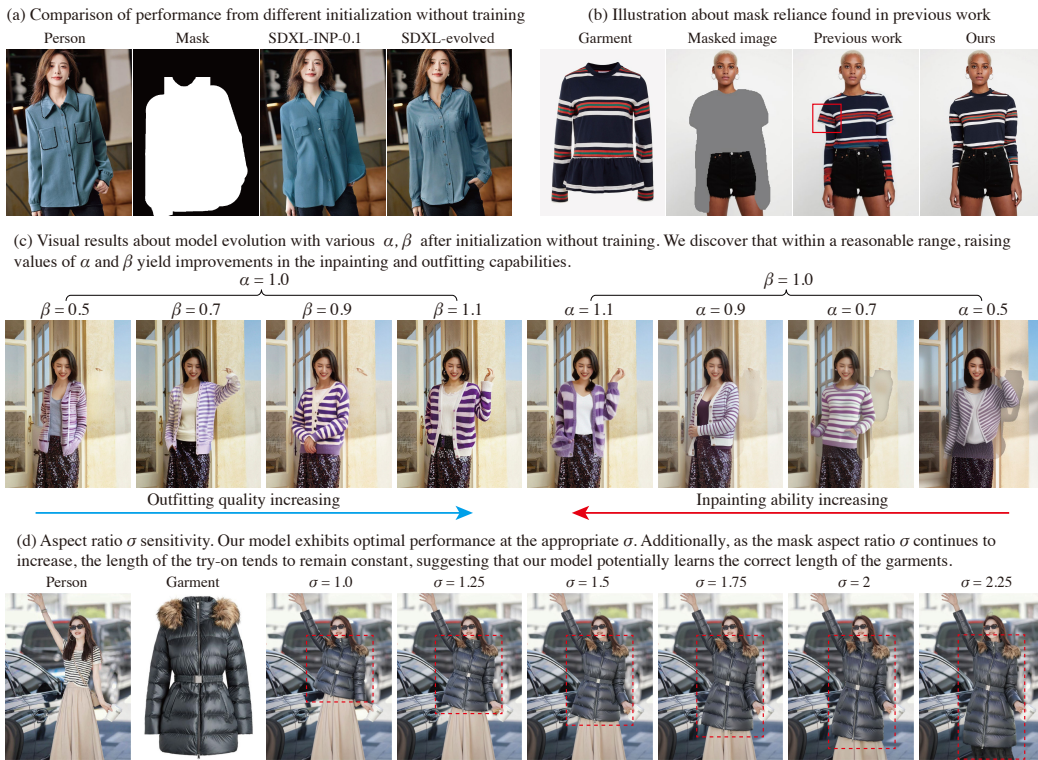 (a) Comparison of performance from different initialization without training
Person Mask SDXL-INP-0.1 SDXL-evolved
(b) Illustration about mask reliance found in previous work
Garment Masked image Previous work Ours
(c) Visual results about model evolution with various α, β after initialization without training. We discover that within a reasonable range, raising
values of α and β yield improvements in the inpainting and outfitting capabilities.
α = 1.0 β = 1.0
β = 0.5 β = 0.7 β = 0.9 β = 1.1 α = 1.1 α = 0.9 α = 0.7 α = 0.5
Outfitting quality increasing Inpainting ability increasing
(d) Aspect ratio σ sensitivity. Our model exhibits optimal performance at the appropriate σ. Additionally, as the mask aspect ratio σ continues to
increase, the length of the try-on tends to remain constant, suggesting that our model potentially learns the correct length of the garments.
Person Garment σ = 1.0 σ = 1.25 σ = 1.5 σ = 1.75 σ = 2 σ = 2.25